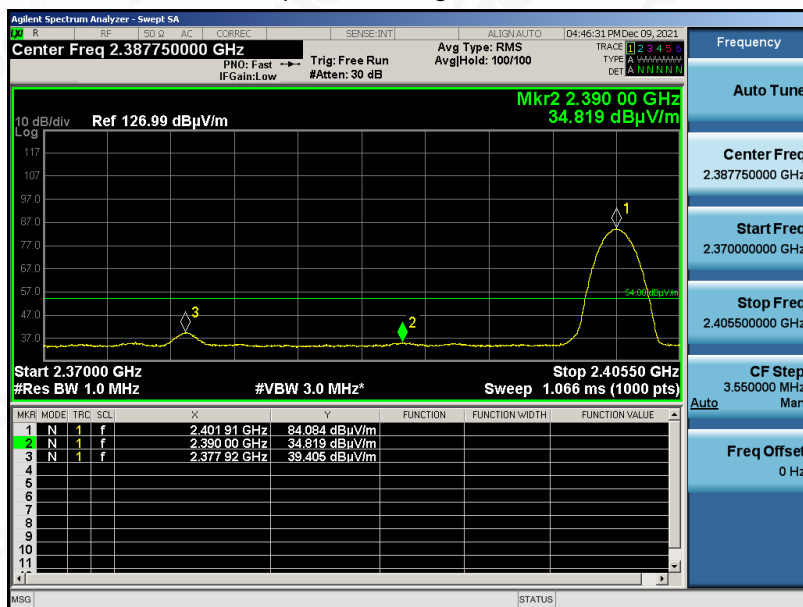 Agilent Spectrum Analyzer - Swept SA
LXI R RF 50 Ω AC CORREC SENSE:INT ALIGN AUTO 04:46:31 PM Dec 09, 2021
Center Freq 2.387750000 GHz
PNO: Fast
IFGain:Low
Trig: Free Run
#Atten: 30 dB
Avg Type: RMS
Avg|Hold: 100/100
TRACE 1 2 3 4 5 6
TYPE A WWWWW
DET A N N N N N
Frequency
Auto Tune
Center Freq
2.387750000 GHz
Start Freq
2.370000000 GHz
Stop Freq
2.405500000 GHz
CF Step
3.550000 MHz
Auto Man
Freq Offset
0 Hz
Mkr2 2.390 00 GHz
34.819 dBµV/m
10 dB/div Ref 126.99 dBµV/m
Log
117
107
97.0
87.0
77.0
67.0
57.0
47.0
37.0
1
2
3
54.00 dBµV/m
Start 2.37000 GHz Stop 2.40550 GHz
#Res BW 1.0 MHz #VBW 3.0 MHz* Sweep 1.066 ms (1000 pts)
MKR MODE TRC SCL X Y FUNCTION FUNCTION WIDTH FUNCTION VALUE
1 N 1 f 2.401 91 GHz 84.084 dBµV/m
2 N 1 f 2.390 00 GHz 34.819 dBµV/m
3 N 1 f 2.377 92 GHz 39.405 dBµV/m
4
5
6
7
8
9
10
11
MSG STATUS